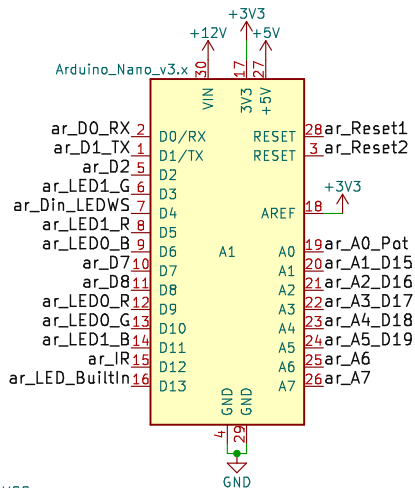 +3V3
+12V +5V
Arduino_Nano_v3.x
30 17 27
VIN 3V3 +5V
ar_D0_RX 2 D0/RX RESET 28 ar_Reset1
ar_D1_TX 1 D1/TX RESET 3 ar_Reset2
ar_D2 5 D2
ar_LED1_G 6 D3 +3V3
ar_Din_LEDWS 7 D4 AREF 18
ar_LED1_R 8 D5
ar_LED0_B 9 D6 A1 A0 19 ar_A0_Pot
ar_D7 10 D7 A1 20 ar_A1_D15
ar_D8 11 D8 A2 21 ar_A2_D16
ar_LED0_R 12 D9 A3 22 ar_A3_D17
ar_LED0_G 13 D10 A4 23 ar_A4_D18
ar_LED1_B 14 D11 A5 24 ar_A5_D19
ar_IR 15 D12 A6 25 ar_A6
ar_LED_BuiltIn 16 D13 A7 26 ar_A7
GND GND
4 29
GND